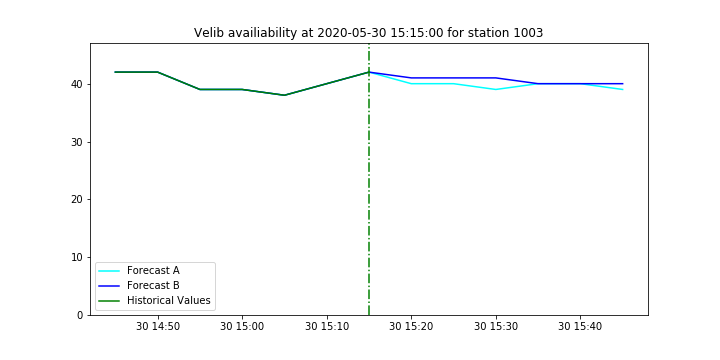 Velib availiability at 2020-05-30 15:15:00 for station 1003
40
30
20
10
0
Forecast A
Forecast B
Historical Values
30 14:50 30 15:00 30 15:10 30 15:20 30 15:30 30 15:40